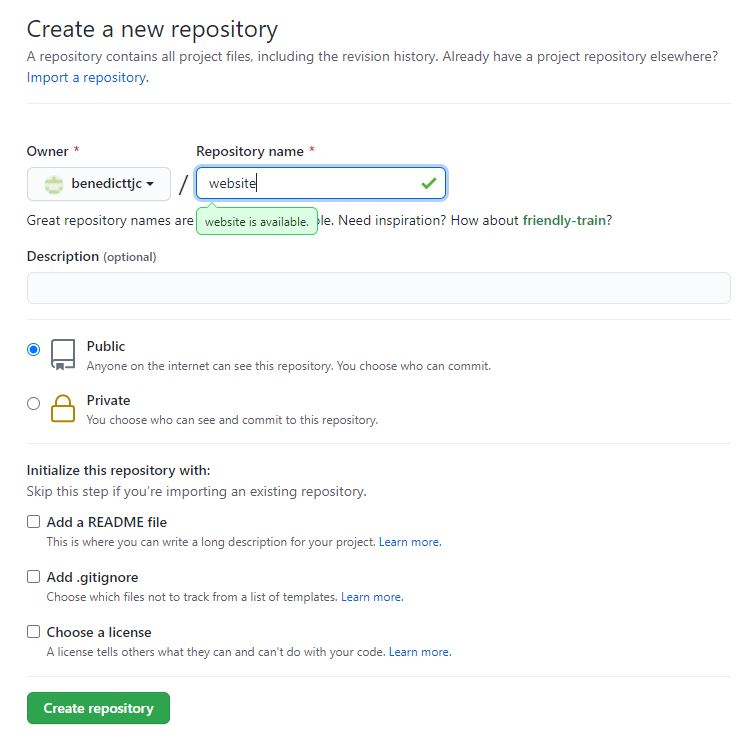 Create a new repository
A repository contains all project files, including the revision history. Already have a project repository elsewhere?
Import a repository.
Owner * Repository name *
benedicttjc / website
Great repository names are le. Need inspiration? How about friendly-train?
website is available.
Description (optional)
Public
Anyone on the internet can see this repository. You choose who can commit.
Private
You choose who can see and commit to this repository.
Initialize this repository with:
Skip this step if you're importing an existing repository.
Add a README file
This is where you can write a long description for your project. Learn more.
Add .gitignore
Choose which files not to track from a list of templates. Learn more.
Choose a license
A license tells others what they can and can't do with your code. Learn more.
Create repository